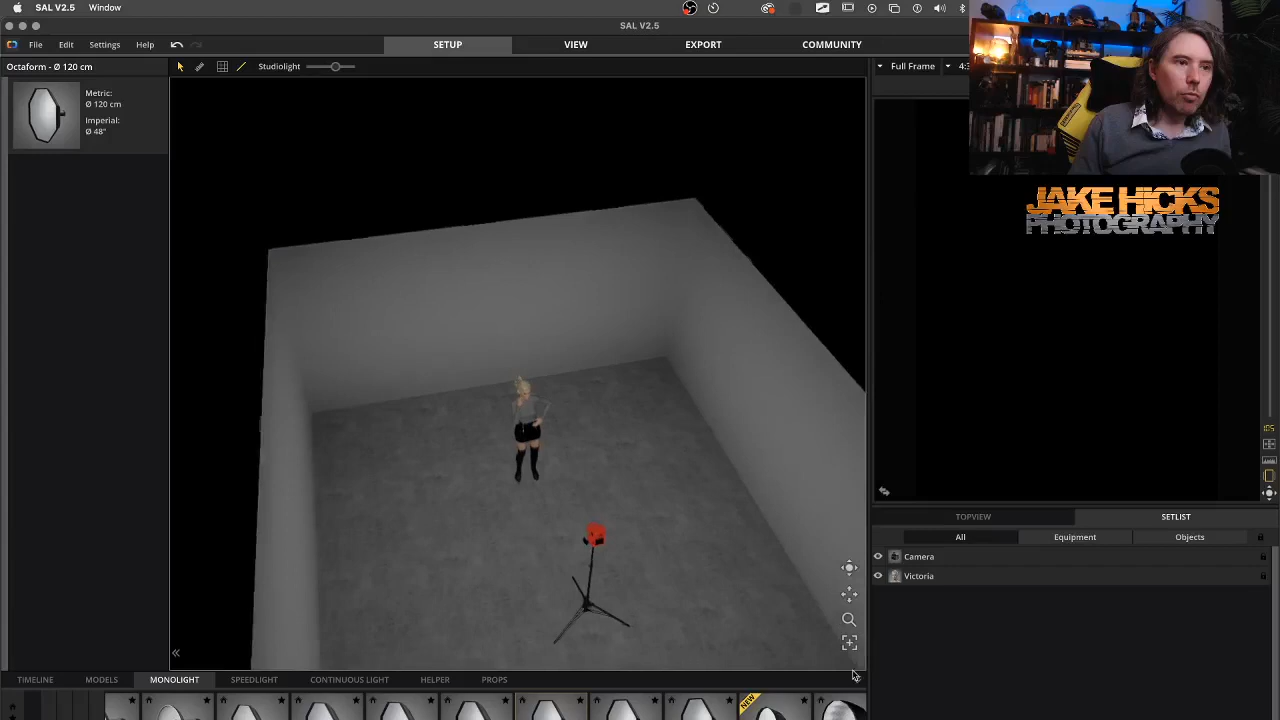 SAL V2.5 Window
SAL V2.5
File Edit Settings Help SETUP VIEW EXPORT COMMUNITY
Octaform - Ø 120 cm Studiolight Full Frame 4:3
Metric:
Ø 120 cm
Imperial:
Ø 48"
JAKE HICKS
PHOTOGRAPHY
TOPVIEW SETLIST
All Equipment Objects
Camera
Victoria
TIMELINE MODELS MONOLIGHT SPEEDLIGHT CONTINUOUS LIGHT HELPER PROPS
NEW